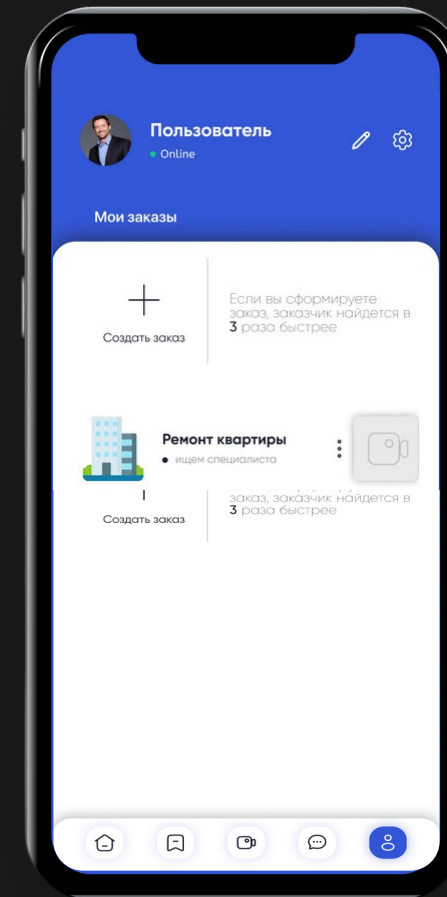 Пользователь
Online
Мои заказы
Создать заказ
Если вы сформируете
заказ, заказчик найдется в
3 раза быстрее
Ремонт квартиры
ищем специалиста
Создать заказ
заказ, заказчик найдется в
3 раза быстрее